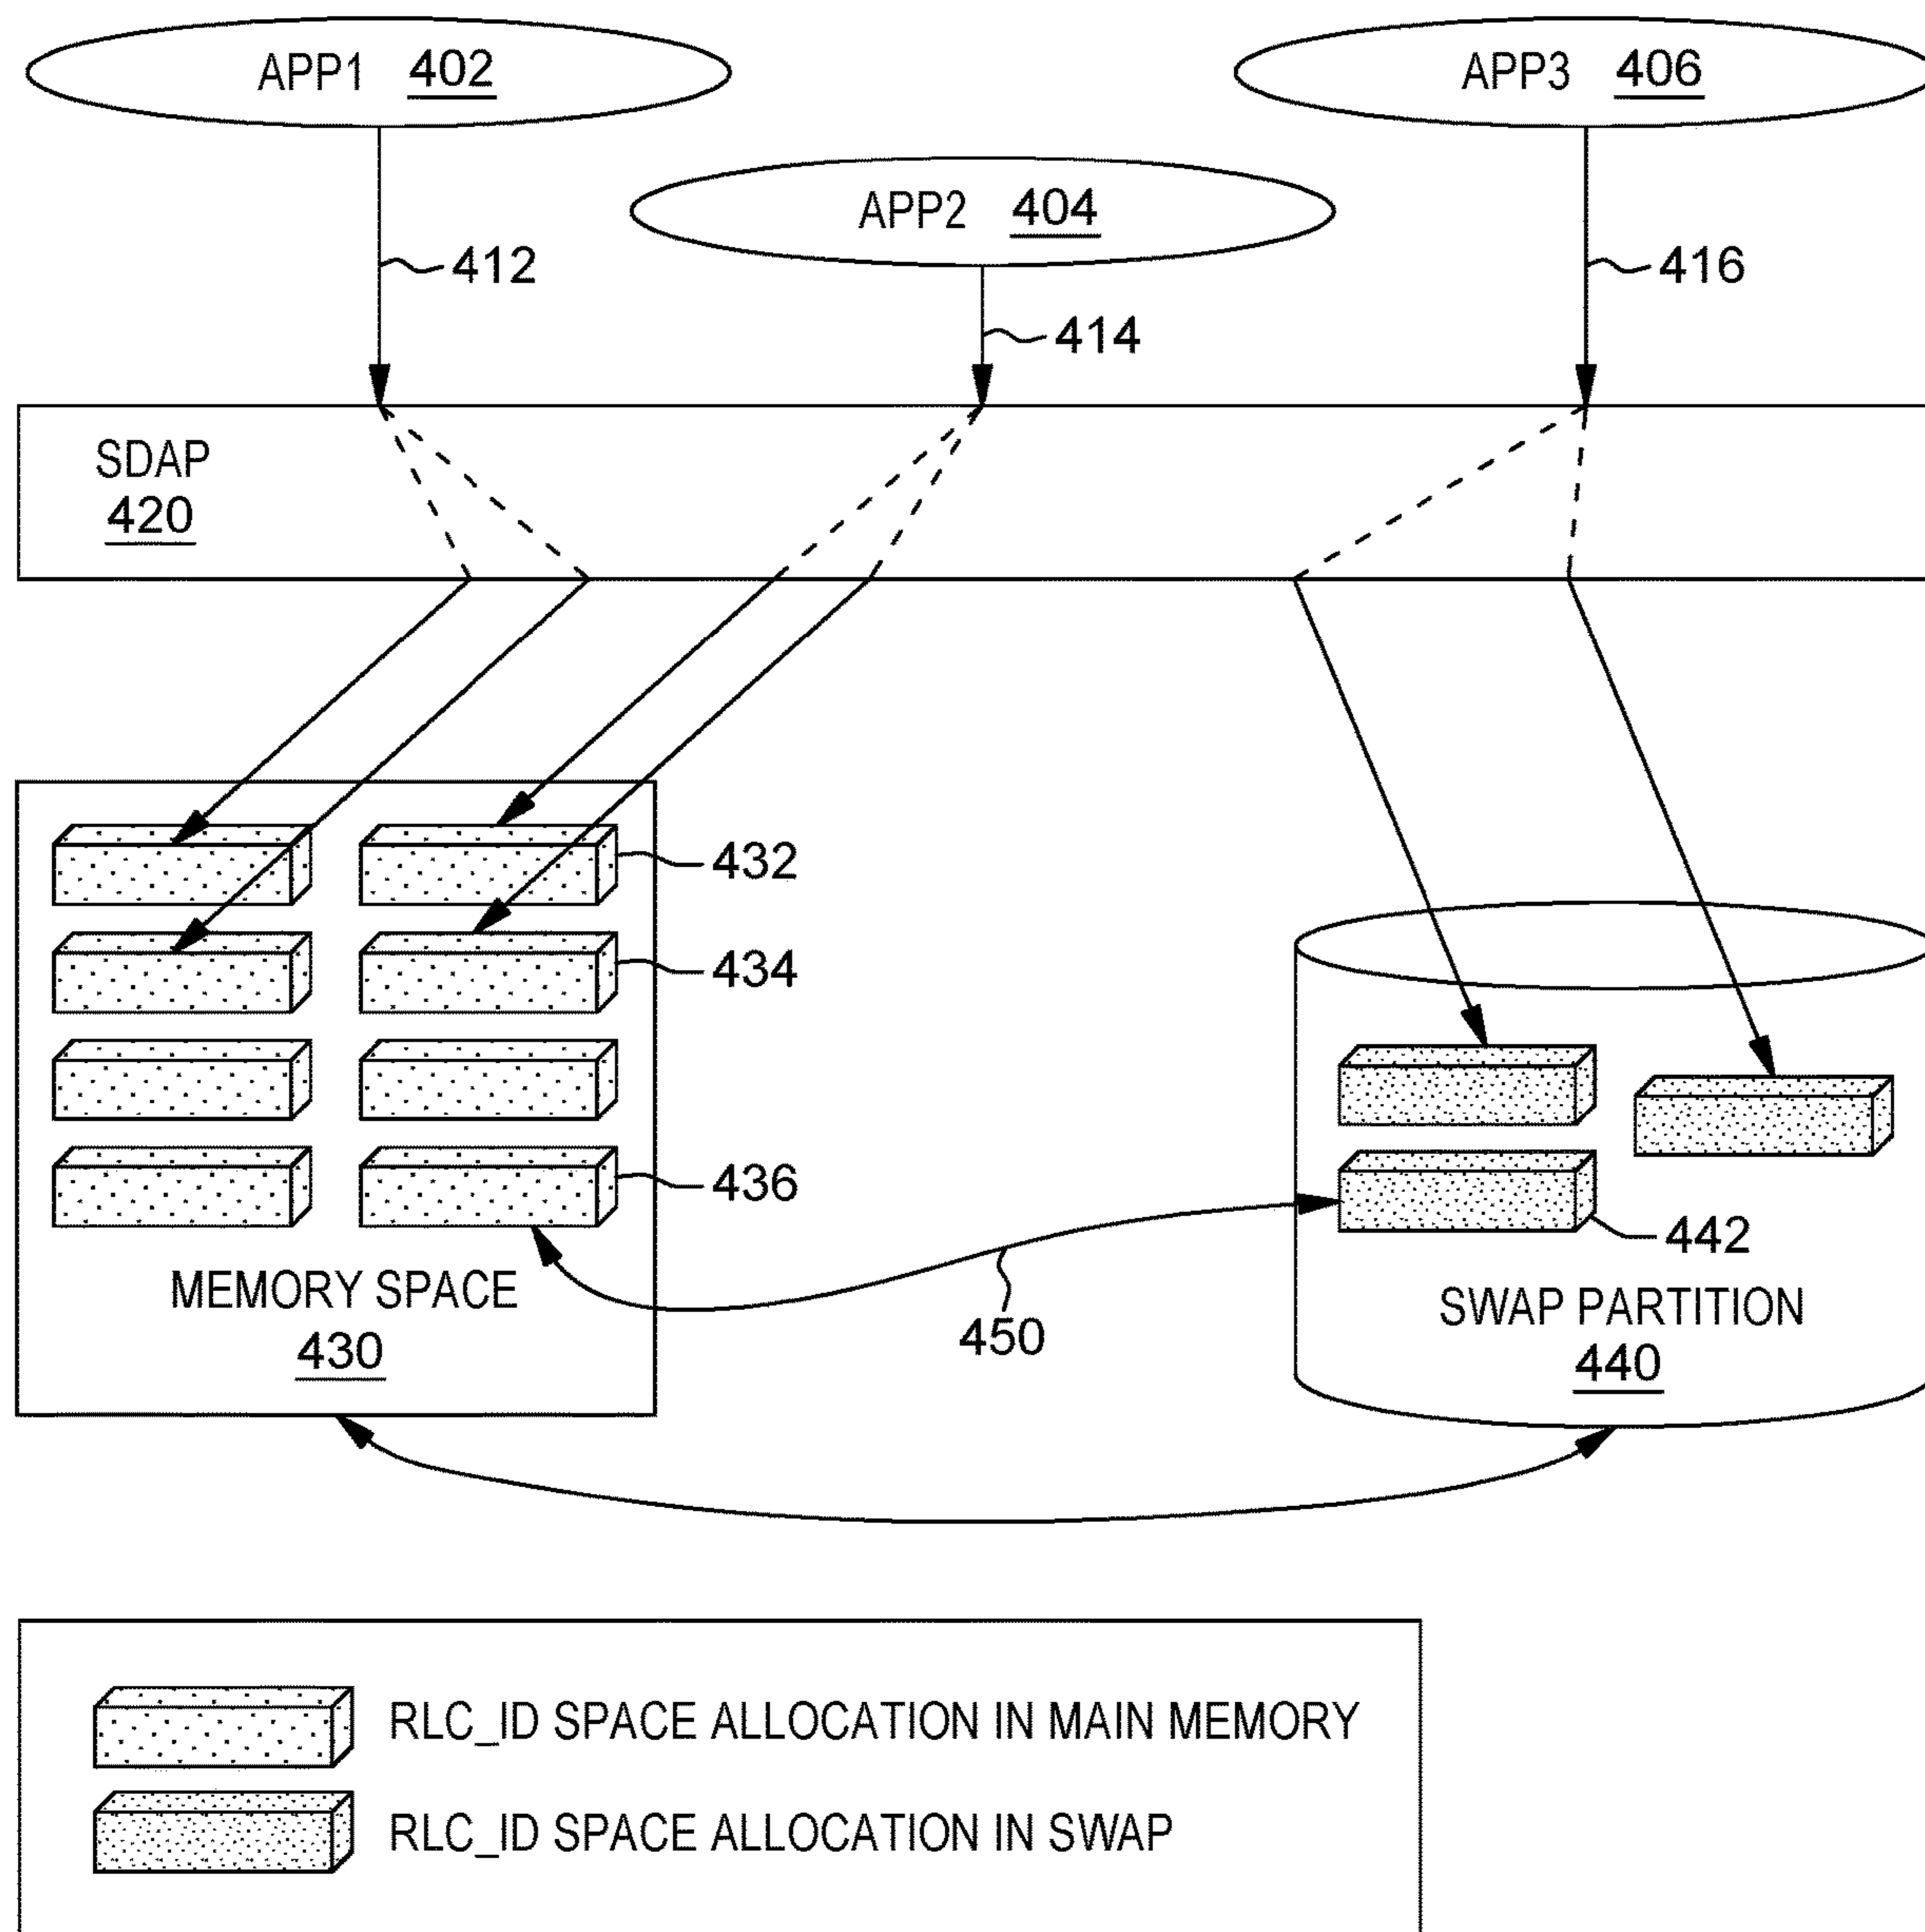 APP1 402
APP3 406
APP2 404
412
416
414
SDAP
420
432
434
436
442
MEMORY SPACE
430
450
SWAP PARTITION
440
RLC_ID SPACE ALLOCATION IN MAIN MEMORY
RLC_ID SPACE ALLOCATION IN SWAP